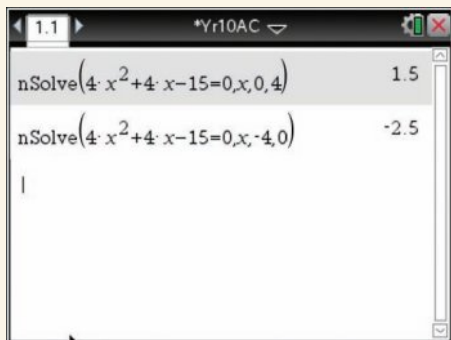 1.1 *Yr10AC
nSolve(4·x²+4·x−15=0,x,0,4) 1.5
nSolve(4·x²+4·x−15=0,x,-4,0) -2.5